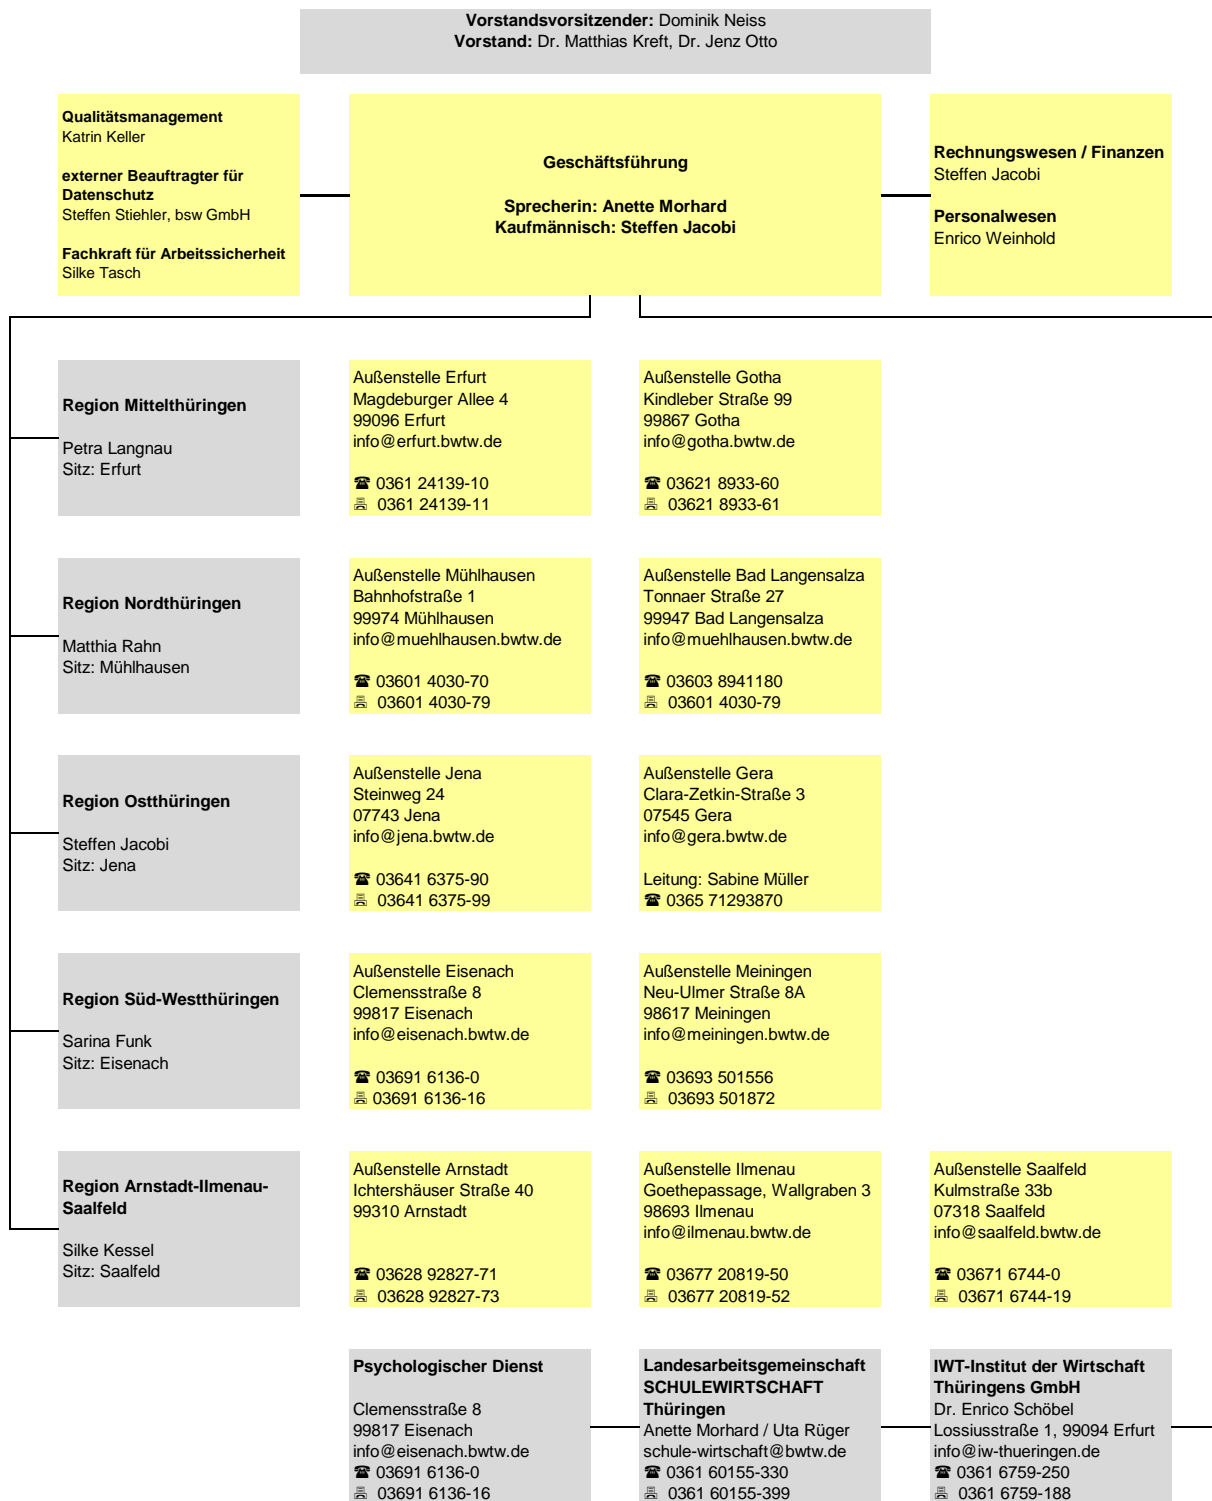 Vorstandsvorsitzender: Dominik Neiss
Vorstand: Dr. Matthias Kreft, Dr. Jenz Otto
Qualitätsmanagement
Katrin Keller
externer Beauftragter für
Datenschutz
Steffen Stiehler, bsw GmbH
Fachkraft für Arbeitssicherheit
Silke Tasch
Geschäftsführung
Sprecherin: Anette Morhard
Kaufmännisch: Steffen Jacobi
Rechnungswesen / Finanzen
Steffen Jacobi
Personalwesen
Enrico Weinhold
Region Mittelthüringen
Petra Langnau
Sitz: Erfurt
Außenstelle Erfurt
Magdeburger Allee 4
99096 Erfurt
info@erfurt.bwtw.de
☎ 0361 24139-10
🖷 0361 24139-11
Außenstelle Gotha
Kindleber Straße 99
99867 Gotha
info@gotha.bwtw.de
☎ 03621 8933-60
🖷 03621 8933-61
Region Nordthüringen
Matthia Rahn
Sitz: Mühlhausen
Außenstelle Mühlhausen
Bahnhofstraße 1
99974 Mühlhausen
info@muehlhausen.bwtw.de
☎ 03601 4030-70
🖷 03601 4030-79
Außenstelle Bad Langensalza
Tonnaer Straße 27
99947 Bad Langensalza
info@muehlhausen.bwtw.de
☎ 03603 8941180
🖷 03601 4030-79
Region Ostthüringen
Steffen Jacobi
Sitz: Jena
Außenstelle Jena
Steinweg 24
07743 Jena
info@jena.bwtw.de
☎ 03641 6375-90
🖷 03641 6375-99
Außenstelle Gera
Clara-Zetkin-Straße 3
07545 Gera
info@gera.bwtw.de
Leitung: Sabine Müller
☎ 0365 71293870
Region Süd-Westthüringen
Sarina Funk
Sitz: Eisenach
Außenstelle Eisenach
Clemensstraße 8
99817 Eisenach
info@eisenach.bwtw.de
☎ 03691 6136-0
🖷 03691 6136-16
Außenstelle Meiningen
Neu-Ulmer Straße 8A
98617 Meiningen
info@meiningen.bwtw.de
☎ 03693 501556
🖷 03693 501872
Region Arnstadt-Ilmenau-
Saalfeld
Silke Kessel
Sitz: Saalfeld
Außenstelle Arnstadt
Ichtershäuser Straße 40
99310 Arnstadt
☎ 03628 92827-71
🖷 03628 92827-73
Außenstelle Ilmenau
Goethepassage, Wallgraben 3
98693 Ilmenau
info@ilmenau.bwtw.de
☎ 03677 20819-50
🖷 03677 20819-52
Außenstelle Saalfeld
Kulmstraße 33b
07318 Saalfeld
info@saalfeld.bwtw.de
☎ 03671 6744-0
🖷 03671 6744-19
Psychologischer Dienst
Clemensstraße 8
99817 Eisenach
info@eisenach.bwtw.de
☎ 03691 6136-0
🖷 03691 6136-16
Landesarbeitsgemeinschaft
SCHULEWIRTSCHAFT
Thüringen
Anette Morhard / Uta Rüger
schule-wirtschaft@bwtw.de
☎ 0361 60155-330
🖷 0361 60155-399
IWT-Institut der Wirtschaft
Thüringens GmbH
Dr. Enrico Schöbel
Lossiusstraße 1, 99094 Erfurt
info@iw-thueringen.de
☎ 0361 6759-250
🖷 0361 6759-188